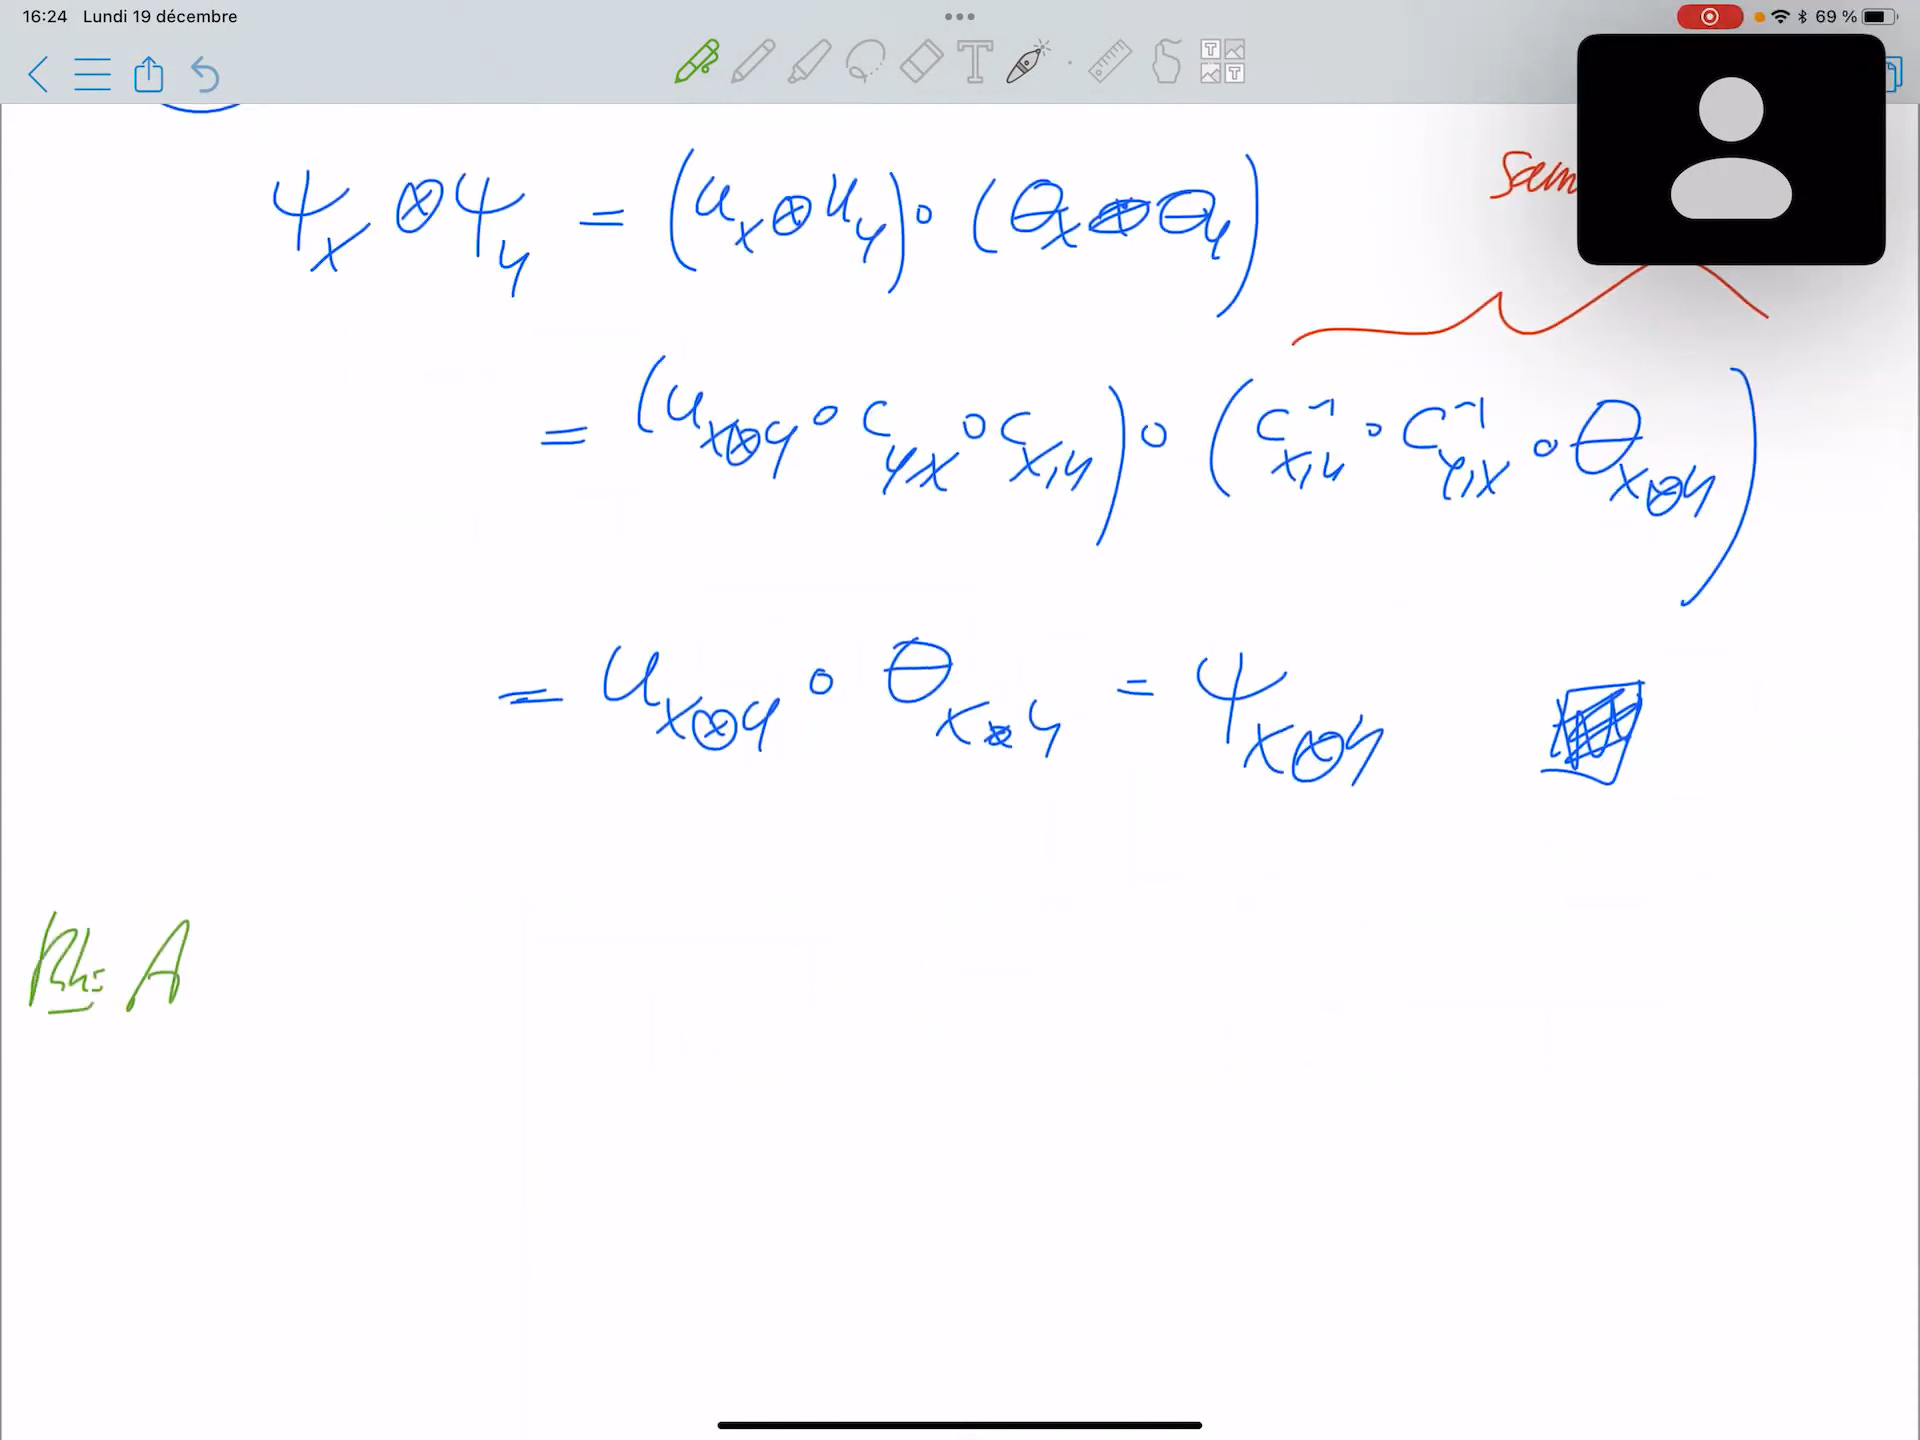 16:24 Lundi 19 décembre 69 %
Sam
Ψ_X ⊗ Ψ_Y = (u_X ⊗ u_Y) ∘ (θ_X ⊗ θ_Y)
= (u_{X⊗Y} ∘ c_{Y,X} ∘ c_{X,Y}) ∘ (c^{-1}_{X,Y} ∘ c^{-1}_{Y,X} ∘ θ_{X⊗Y})
= u_{X⊗Y} ∘ θ_{X⊗Y} = Ψ_{X⊗Y}
Rk: A